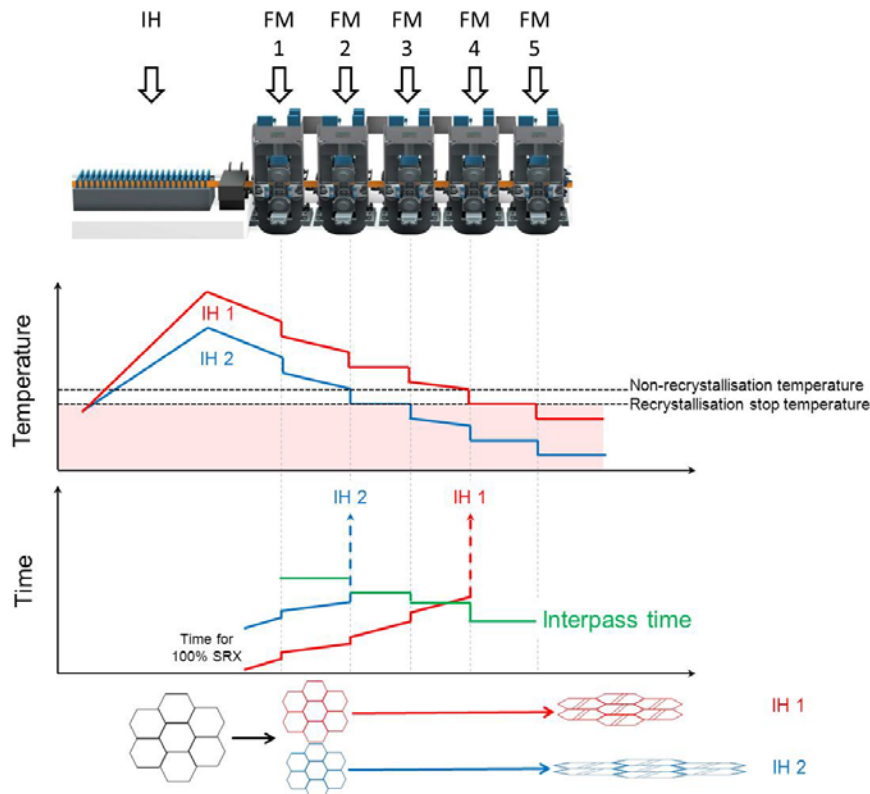 IH
FM
1
FM
2
FM
3
FM
4
FM
5
Temperature
IH 1
IH 2
Non-recrystallisation temperature
Recrystallisation stop temperature
Time
IH 2
IH 1
Interpass time
Time for
100% SRX
IH 1
IH 2